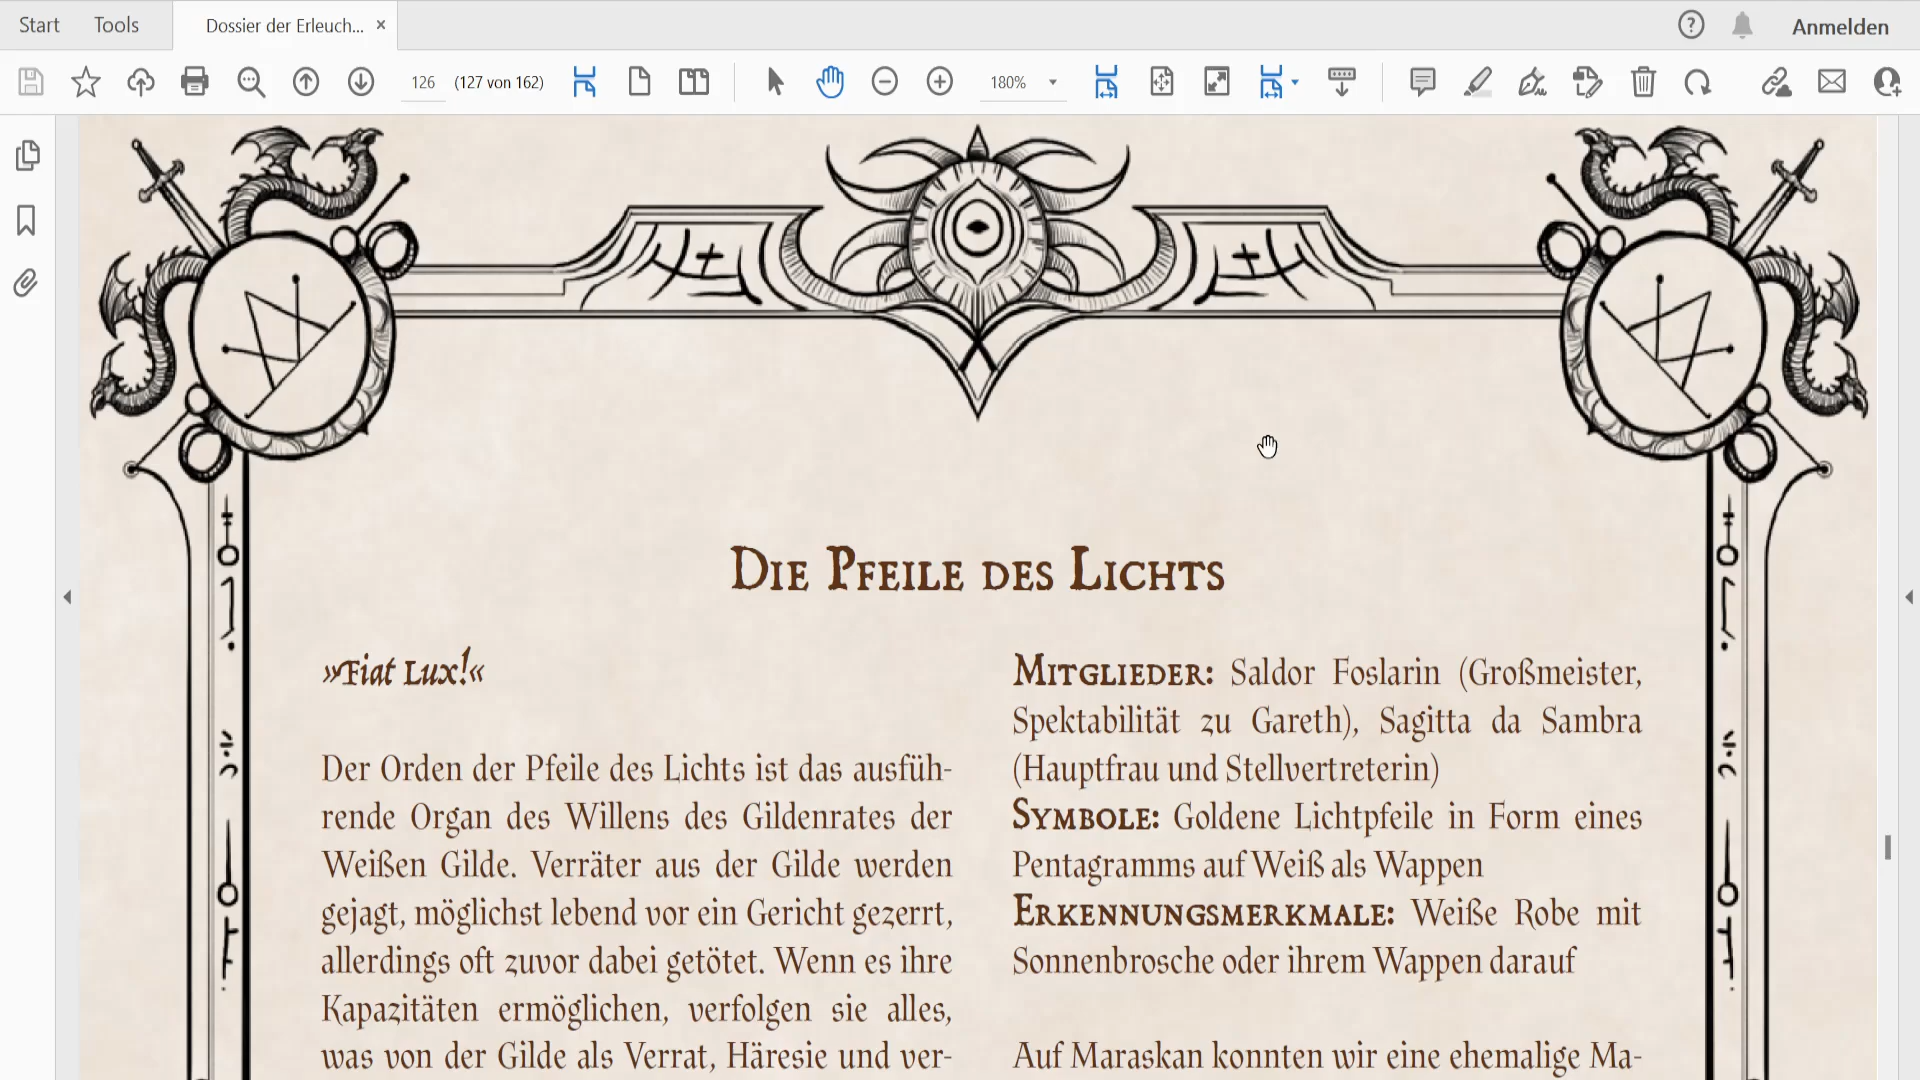 Start Tools Dossier der Erleuch... × Anmelden
126 (127 von 162) 180%
Die Pfeile des Lichts
»Fiat Lux!«
Der Orden der Pfeile des Lichts ist das ausfüh-
rende Organ des Willens des Gildenrates der
Weißen Gilde. Verräter aus der Gilde werden
gejagt, möglichst lebend vor ein Gericht gezerrt,
allerdings oft zuvor dabei getötet. Wenn es ihre
Kapazitäten ermöglichen, verfolgen sie alles,
was von der Gilde als Verrat, Häresie und ver-
Mitglieder: Saldor Foslarin (Großmeister,
Spektabilität zu Gareth), Sagitta da Sambra
(Hauptfrau und Stellvertreterin)
Symbole: Goldene Lichtpfeile in Form eines
Pentagramms auf Weiß als Wappen
Erkennungsmerkmale: Weiße Robe mit
Sonnenbrosche oder ihrem Wappen darauf
Auf Maraskan konnten wir eine ehemalige Ma-